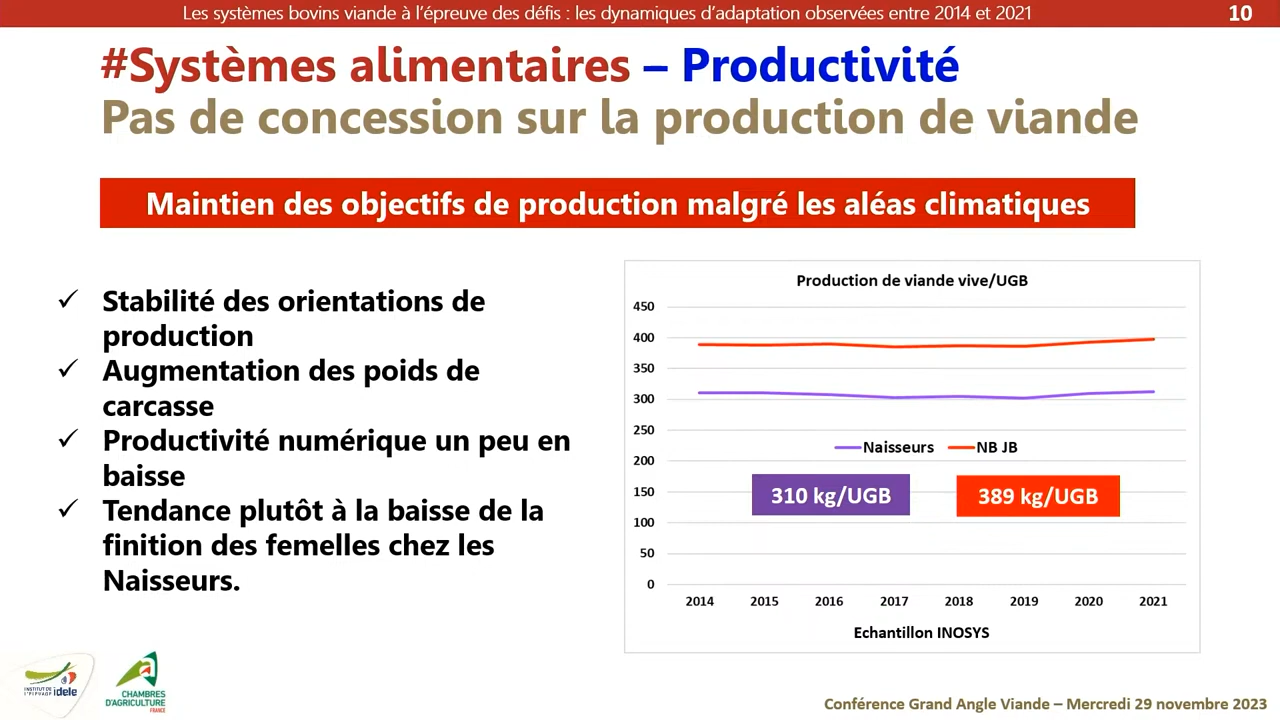 Les systèmes bovins viande à l’épreuve des défis : les dynamiques d’adaptation observées entre 2014 et 2021
10
#Systèmes alimentaires – Productivité
Pas de concession sur la production de viande
Maintien des objectifs de production malgré les aléas climatiques
✓ Stabilité des orientations de
production
✓ Augmentation des poids de
carcasse
✓ Productivité numérique un peu en
baisse
✓ Tendance plutôt à la baisse de la
finition des femelles chez les
Naisseurs.
Production de viande vive/UGB
450
400
350
300
250
200
150
100
50
0
Naisseurs NB JB
310 kg/UGB 389 kg/UGB
2014 2015 2016 2017 2018 2019 2020 2021
Echantillon INOSYS
INSTITUT DE
L'ELEVAGE idele
CHAMBRES
D'AGRICULTURE
FRANCE
Conférence Grand Angle Viande – Mercredi 29 novembre 2023